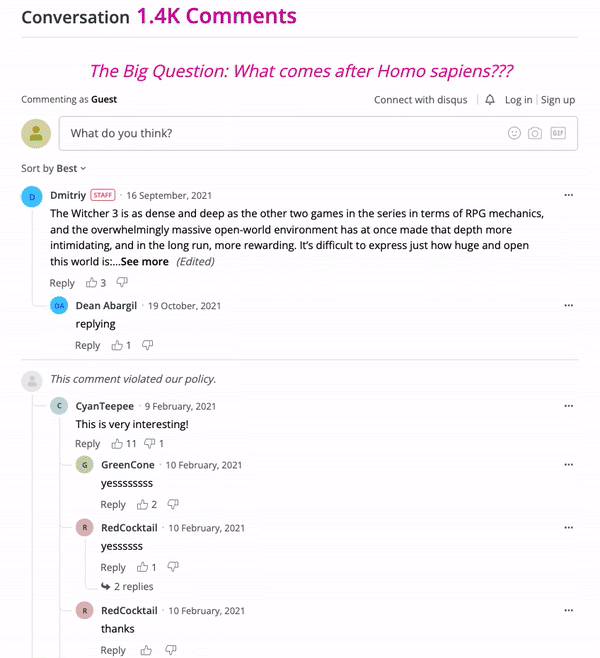 Conversation 1.4K Comments
The Big Question: What comes after Homo sapiens???
Commenting as Guest
Connect with disqus
Log in
Sign up
What do you think?
GIF
Sort by Best
D
Dmitriy STAFF · 16 September, 2021
The Witcher 3 is as dense and deep as the other two games in the series in terms of RPG mechanics,
and the overwhelmingly massive open-world environment has at once made that depth more
intimidating, and in the long run, more rewarding. It's difficult to express just how huge and open
this world is:...See more (Edited)
Reply 3
DA
Dean Abargil · 19 October, 2021
replying
Reply 1
This comment violated our policy.
C
CyanTeepee · 9 February, 2021
This is very interesting!
Reply 11 1
G
GreenCone · 10 February, 2021
yessssssss
Reply 2
R
RedCocktail · 10 February, 2021
yessssss
Reply 1
2 replies
R
RedCocktail · 10 February, 2021
thanks
Reply